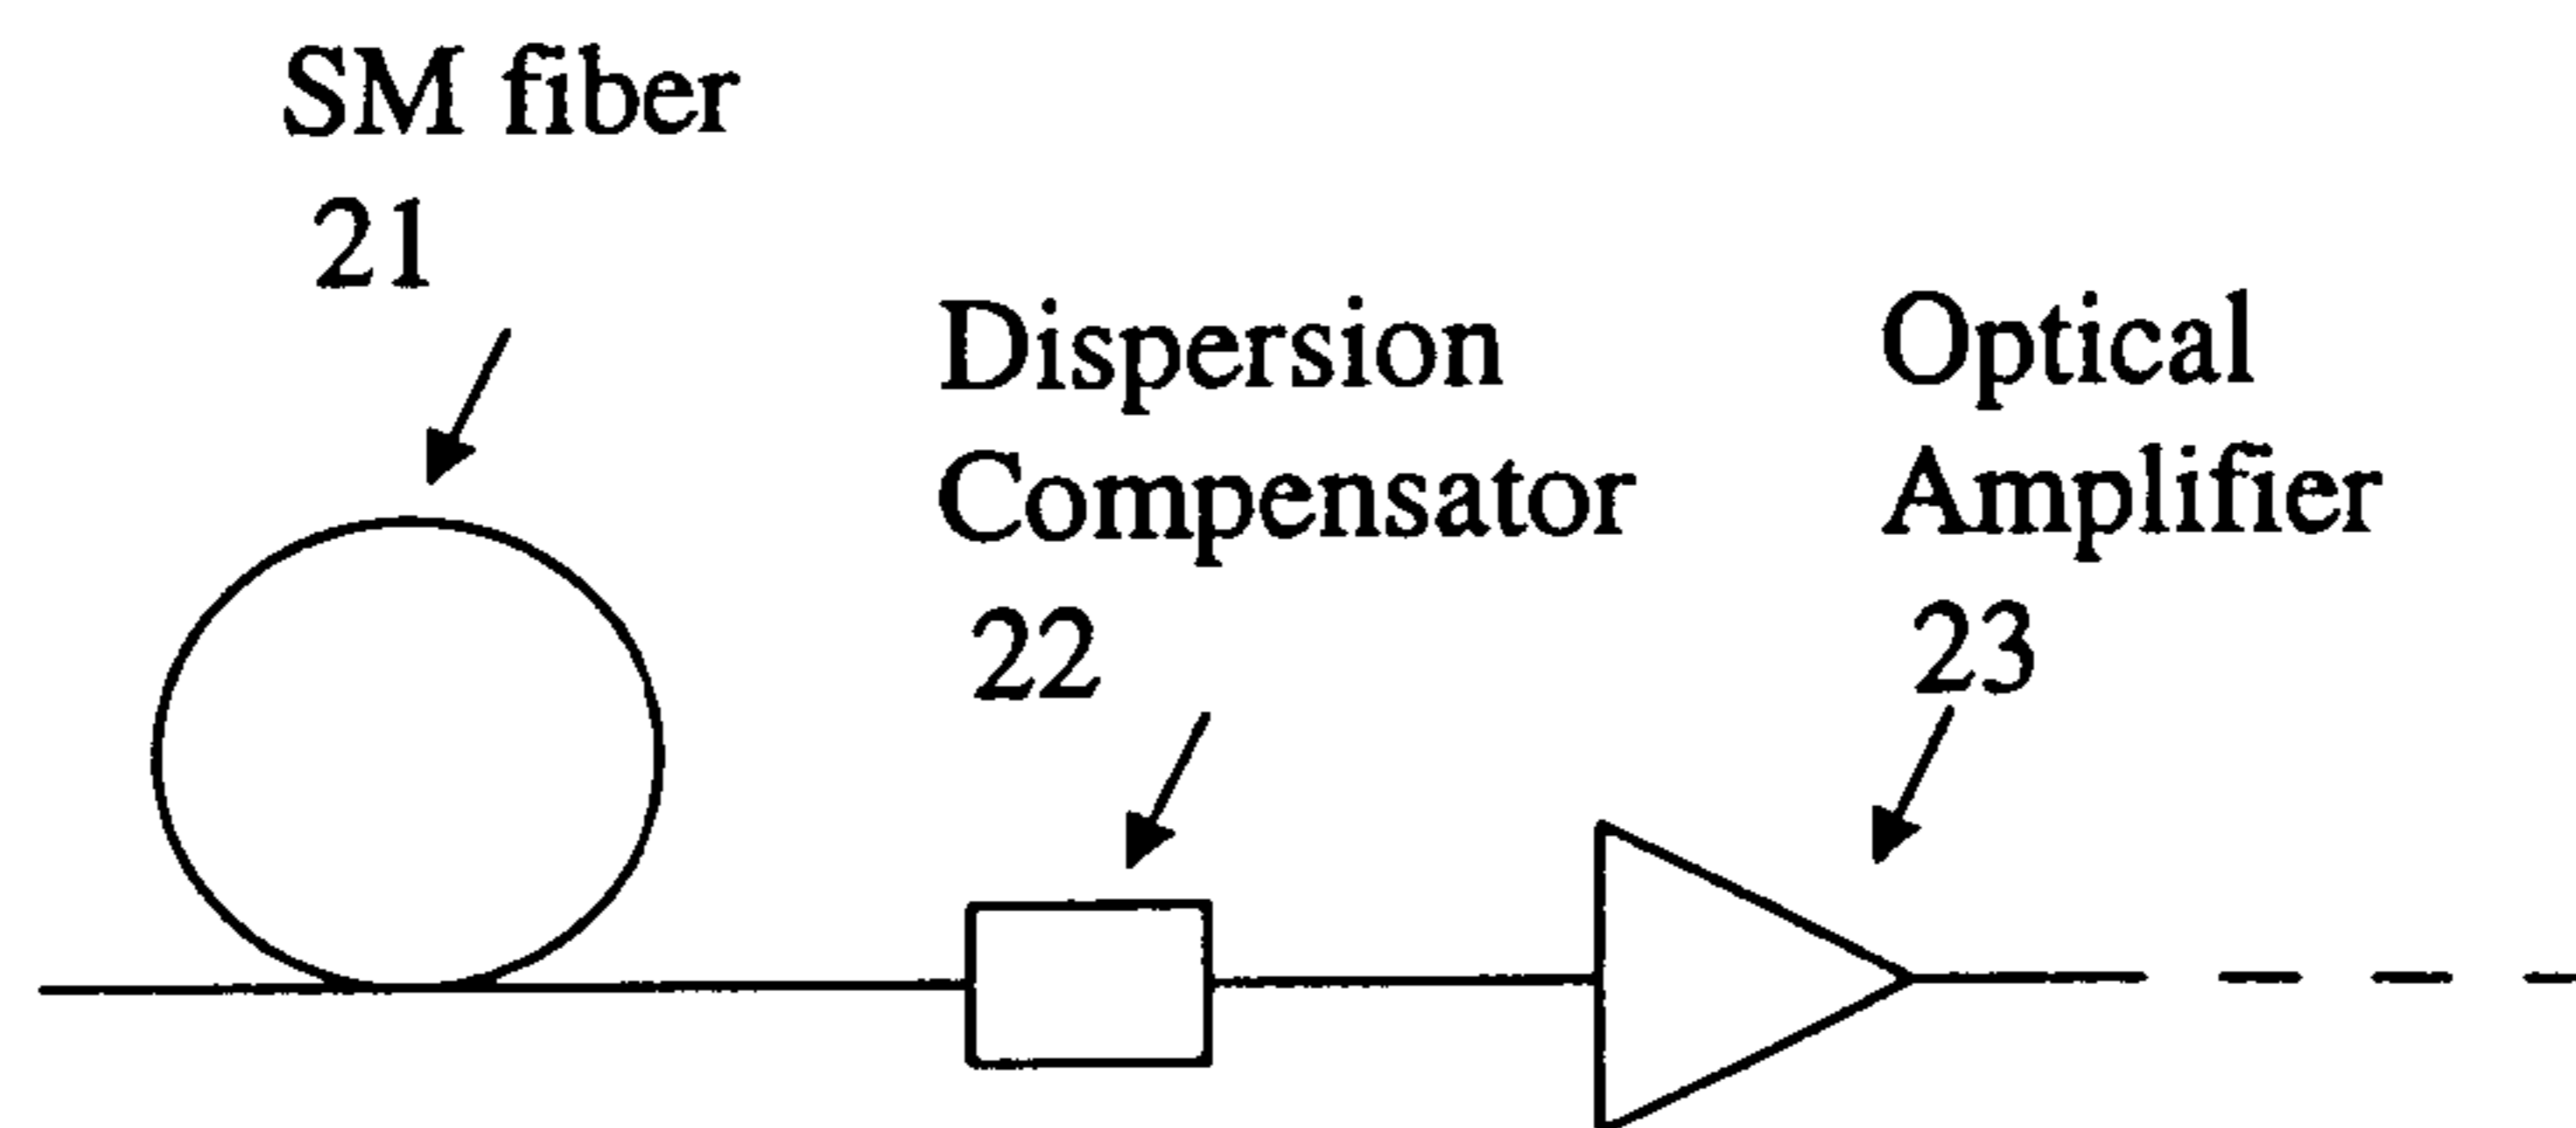 SM fiber
21
Dispersion
Compensator
22
Optical
Amplifier
23